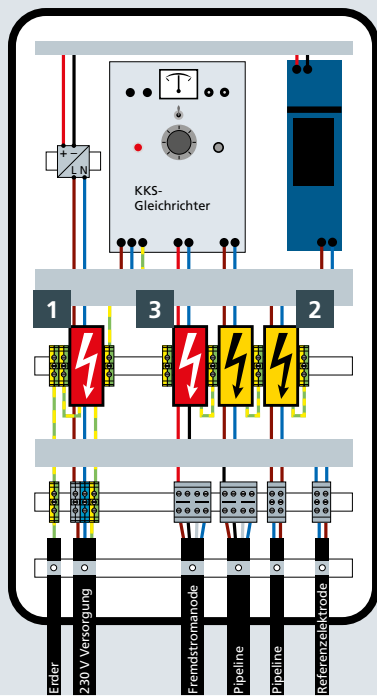 + −
L N
KKS-
Gleichrichter
1
3
2
Erder
230 V Versorgung
Fremdstromanode
Pipeline
Pipeline
Referenzelektrode